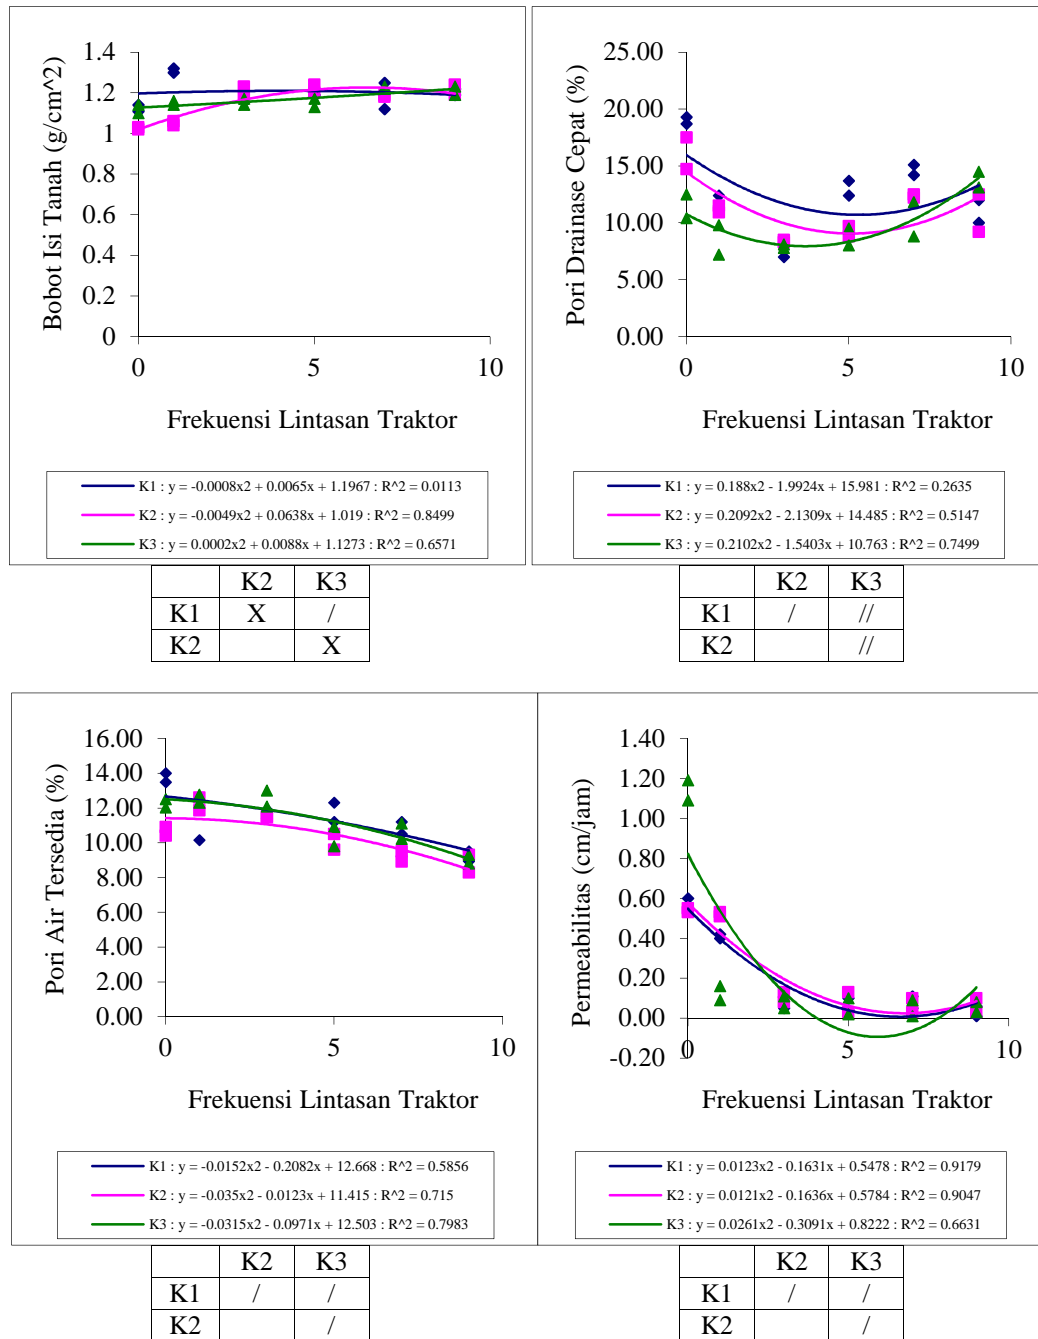 Bobot Isi Tanah (g/cm^2)
1.4
1.2
1
0.8
0.6
0.4
0.2
0
0 5 10
Frekuensi Lintasan Traktor
K1 : y = -0.0008x2 + 0.0065x + 1.1967 : R^2 = 0.0113
K2 : y = -0.0049x2 + 0.0638x + 1.019 : R^2 = 0.8499
K3 : y = 0.0002x2 + 0.0088x + 1.1273 : R^2 = 0.6571
K2 K3
K1 X /
K2 X
Pori Drainase Cepat (%)
25.00
20.00
15.00
10.00
5.00
0.00
0 5 10
Frekuensi Lintasan Traktor
K1 : y = 0.188x2 - 1.9924x + 15.981 : R^2 = 0.2635
K2 : y = 0.2092x2 - 2.1309x + 14.485 : R^2 = 0.5147
K3 : y = 0.2102x2 - 1.5403x + 10.763 : R^2 = 0.7499
K2 K3
K1 / //
K2 //
Pori Air Tersedia (%)
16.00
14.00
12.00
10.00
8.00
6.00
4.00
2.00
0.00
0 5 10
Frekuensi Lintasan Traktor
K1 : y = -0.0152x2 - 0.2082x + 12.668 : R^2 = 0.5856
K2 : y = -0.035x2 - 0.0123x + 11.415 : R^2 = 0.715
K3 : y = -0.0315x2 - 0.0971x + 12.503 : R^2 = 0.7983
K2 K3
K1 / /
K2 /
Permeabilitas (cm/jam)
1.40
1.20
1.00
0.80
0.60
0.40
0.20
0.00
-0.20
0 5 10
Frekuensi Lintasan Traktor
K1 : y = 0.0123x2 - 0.1631x + 0.5478 : R^2 = 0.9179
K2 : y = 0.0121x2 - 0.1636x + 0.5784 : R^2 = 0.9047
K3 : y = 0.0261x2 - 0.3091x + 0.8222 : R^2 = 0.6631
K2 K3
K1 / /
K2 /